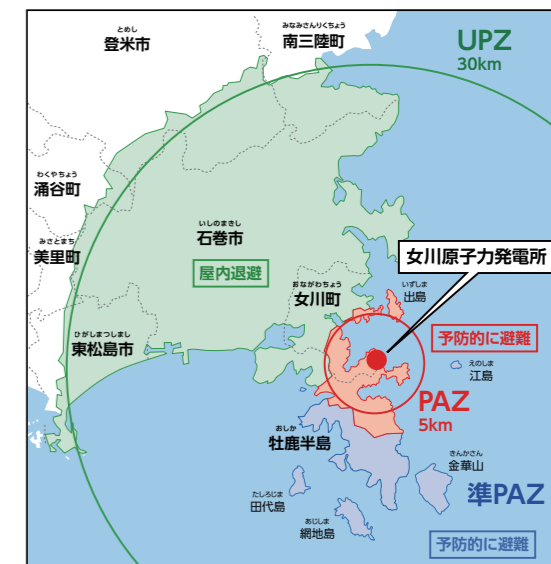 とめし
登米市
みなみさんりくちょう
南三陸町
UPZ
30km
わくやちょう
涌谷町
みさとまち
美里町
いしのまきし
石巻市
屋内退避
女川原子力発電所
おながわちょう
女川町
いずしま
出島
ひがしまつしまし
東松島市
予防的に避難
えのしま
江島
PAZ
5km
おしか
牡鹿半島
きんかさん
金華山
たしろじま
田代島
準PAZ
あじしま
網地島
予防的に避難